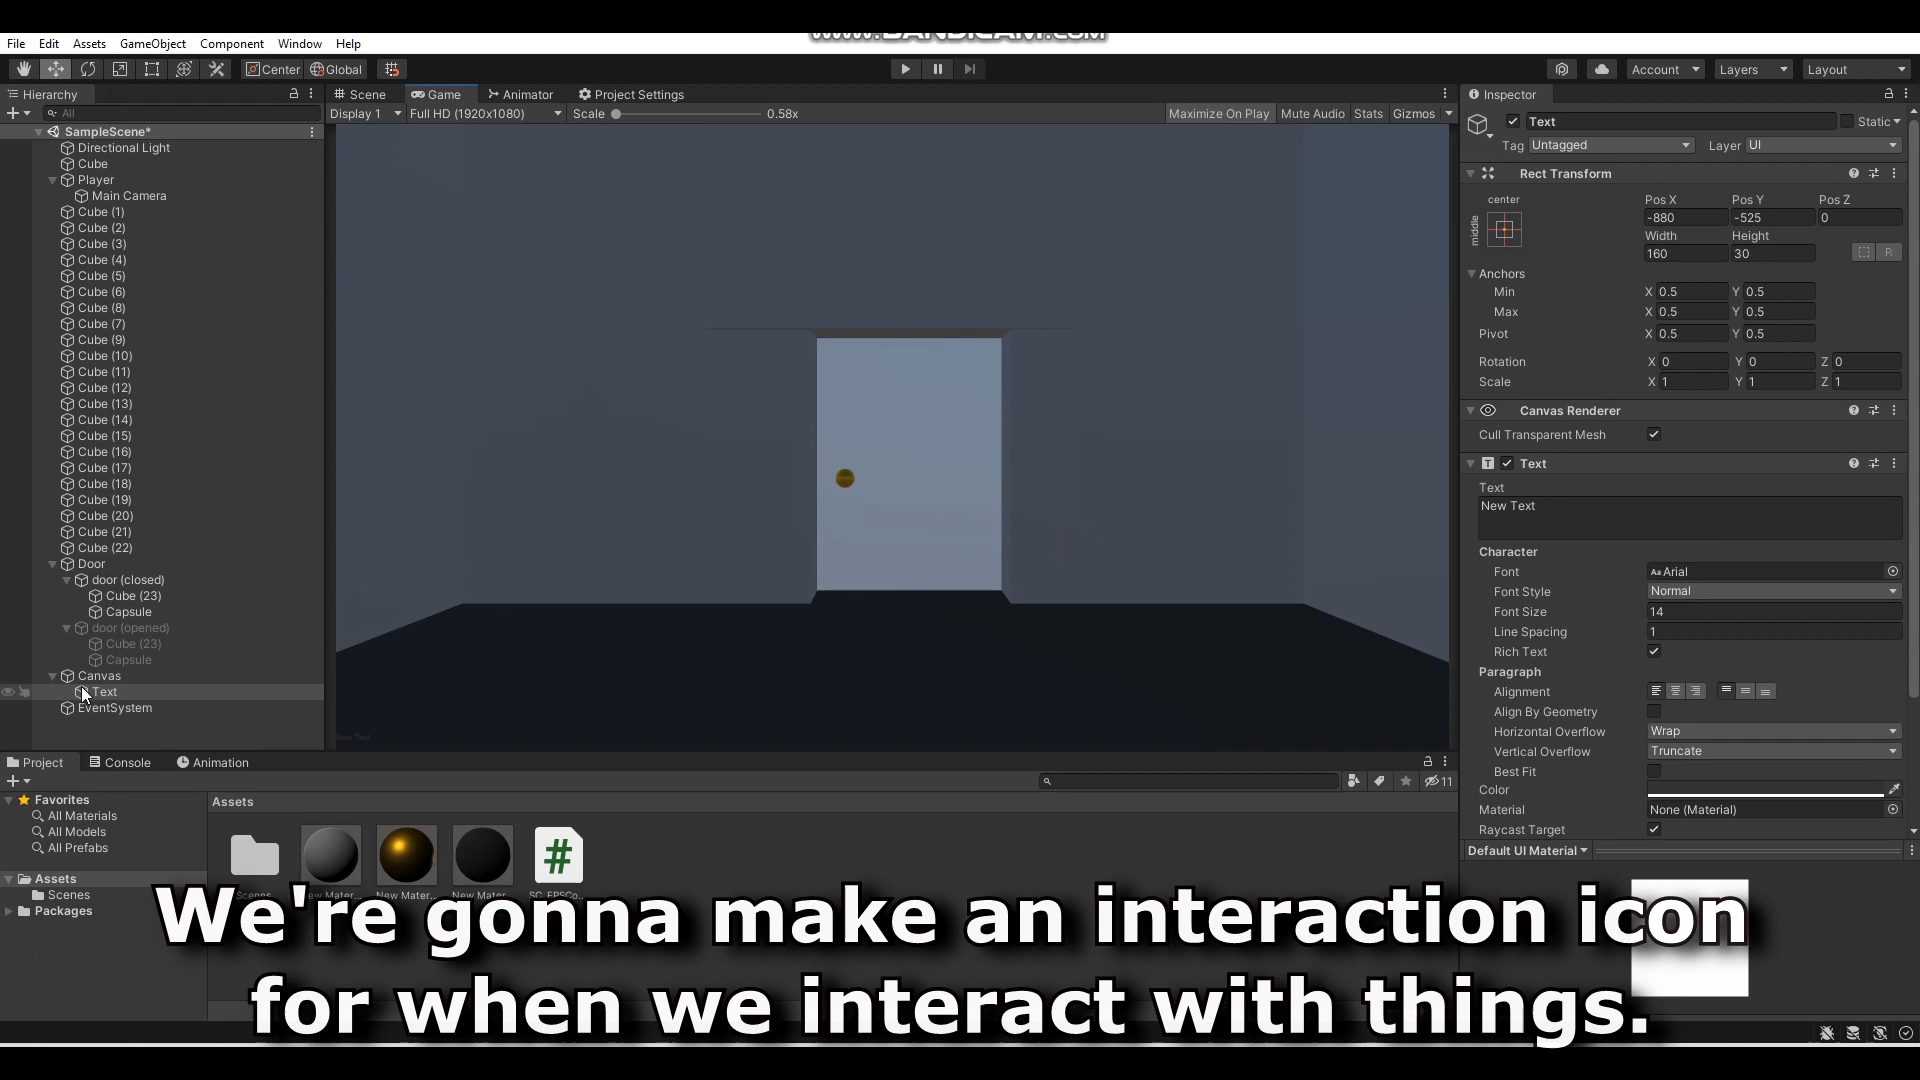 www.BANDICAM.com
File Edit Assets GameObject Component Window Help
Center Global Account Layers Layout
Hierarchy Scene Game Animator Project Settings Inspector
All Display 1 Full HD (1920x1080) Scale 0.58x Maximize On Play Mute Audio Stats Gizmos
Text Static
Tag Untagged Layer UI
SampleScene*
Directional Light
Cube
Player
Main Camera
Cube (1)
Cube (2)
Cube (3)
Cube (4)
Cube (5)
Cube (6)
Cube (8)
Cube (7)
Cube (9)
Cube (10)
Cube (11)
Cube (12)
Cube (13)
Cube (14)
Cube (15)
Cube (16)
Cube (17)
Cube (18)
Cube (19)
Cube (20)
Cube (21)
Cube (22)
Door
door (closed)
Cube (23)
Capsule
door (opened)
Cube (23)
Capsule
Canvas
Text
EventSystem
New Text
Rect Transform
center
middle
Pos X Pos Y Pos Z
-880 -525 0
Width Height
160 30
R
Anchors
Min X 0.5 Y 0.5
Max X 0.5 Y 0.5
Pivot X 0.5 Y 0.5
Rotation X 0 Y 0 Z 0
Scale X 1 Y 1 Z 1
Canvas Renderer
Cull Transparent Mesh
Text
Text
New Text
Character
Font Aa Arial
Font Style Normal
Font Size 14
Line Spacing 1
Rich Text
Paragraph
Alignment
Align By Geometry
Horizontal Overflow Wrap
Vertical Overflow Truncate
Best Fit
Color
Material None (Material)
Raycast Target
Default UI Material
Project Console Animation
11
Favorites
All Materials
All Models
All Prefabs
Assets
Scenes
Packages
Assets
Scenes New Mater... New Mater... New Mater... SC_FPSCo...
We're gonna make an interaction icon
for when we interact with things.